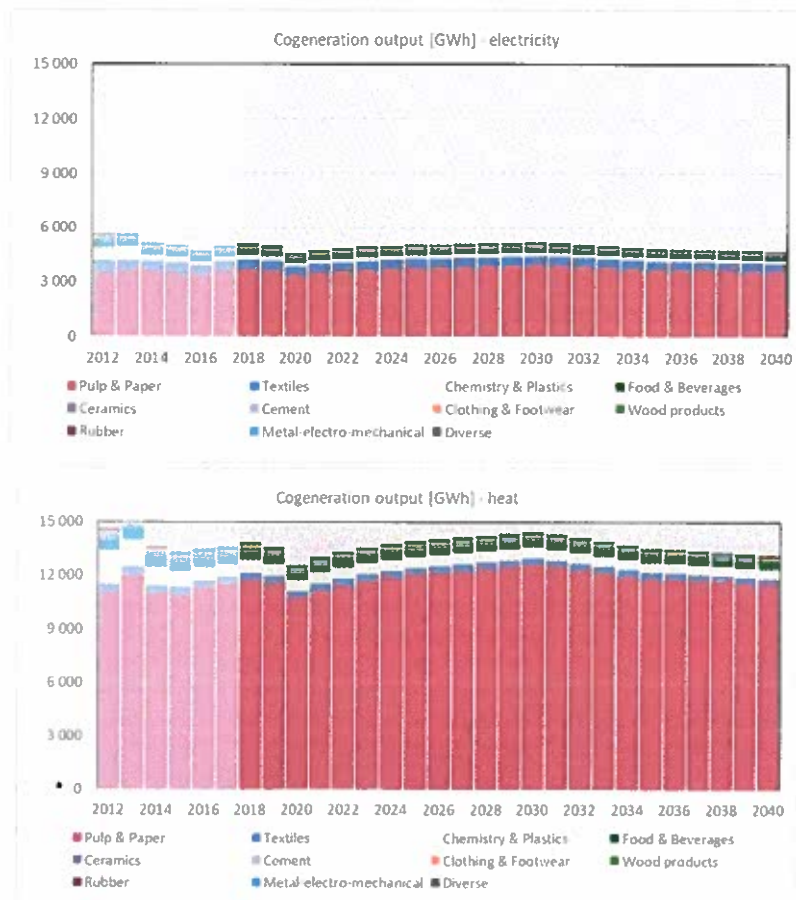 Cogeneration output [GWh] - electricity
15 000
12 000
9 000
6 000
3 000
0
2012 2014 2016 2018 2020 2022 2024 2026 2028 2030 2032 2034 2036 2038 2040
Pulp & Paper Textiles Chemistry & Plastics Food & Beverages
Ceramics Cement Clothing & Footwear Wood products
Rubber Metal-electro-mechanical Diverse
Cogeneration output [GWh] - heat
15 000
12 000
9 000
6 000
3 000
0
2012 2014 2016 2018 2020 2022 2024 2026 2028 2030 2032 2034 2036 2038 2040
Pulp & Paper Textiles Chemistry & Plastics Food & Beverages
Ceramics Cement Clothing & Footwear Wood products
Rubber Metal-electro-mechanical Diverse